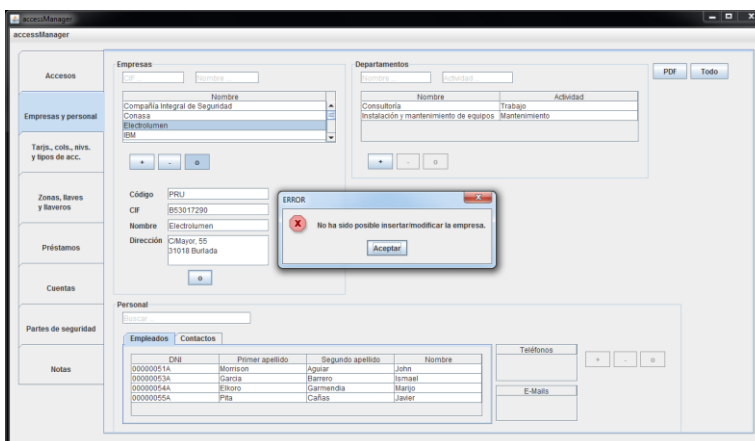 accessManager
accessManager
Accesos
Empresas y personal
Tarjs., cols., nivs.
y tipos de acc.
Zonas, llaves
y llaveros
Préstamos
Cuentas
Partes de seguridad
Notas
Empresas
CIF ...
Nombre ...
Nombre
Compañía Integral de Seguridad
Conasa
Electrolumen
IBM
+ - o
Departamentos
Nombre ...
Actividad ...
Nombre Actividad
Consultoría Trabajo
Instalación y mantenimiento de equipos Mantenimiento
+ - o
PDF Todo
Código PRU
CIF B53017290
Nombre Electrolumen
Dirección C/Mayor, 55
31018 Burlada
o
ERROR
X
No ha sido posible insertar/modificar la empresa.
Aceptar
Personal
Buscar ...
Empleados Contactos
DNI Primer apellido Segundo apellido Nombre
00000051A Morrison Aguiar John
00000053A Garcia Barrero Ismael
00000054A Elkoro Garmendia Marijo
00000055A Pita Cañas Javier
Teléfonos
E-Mails
+ - o